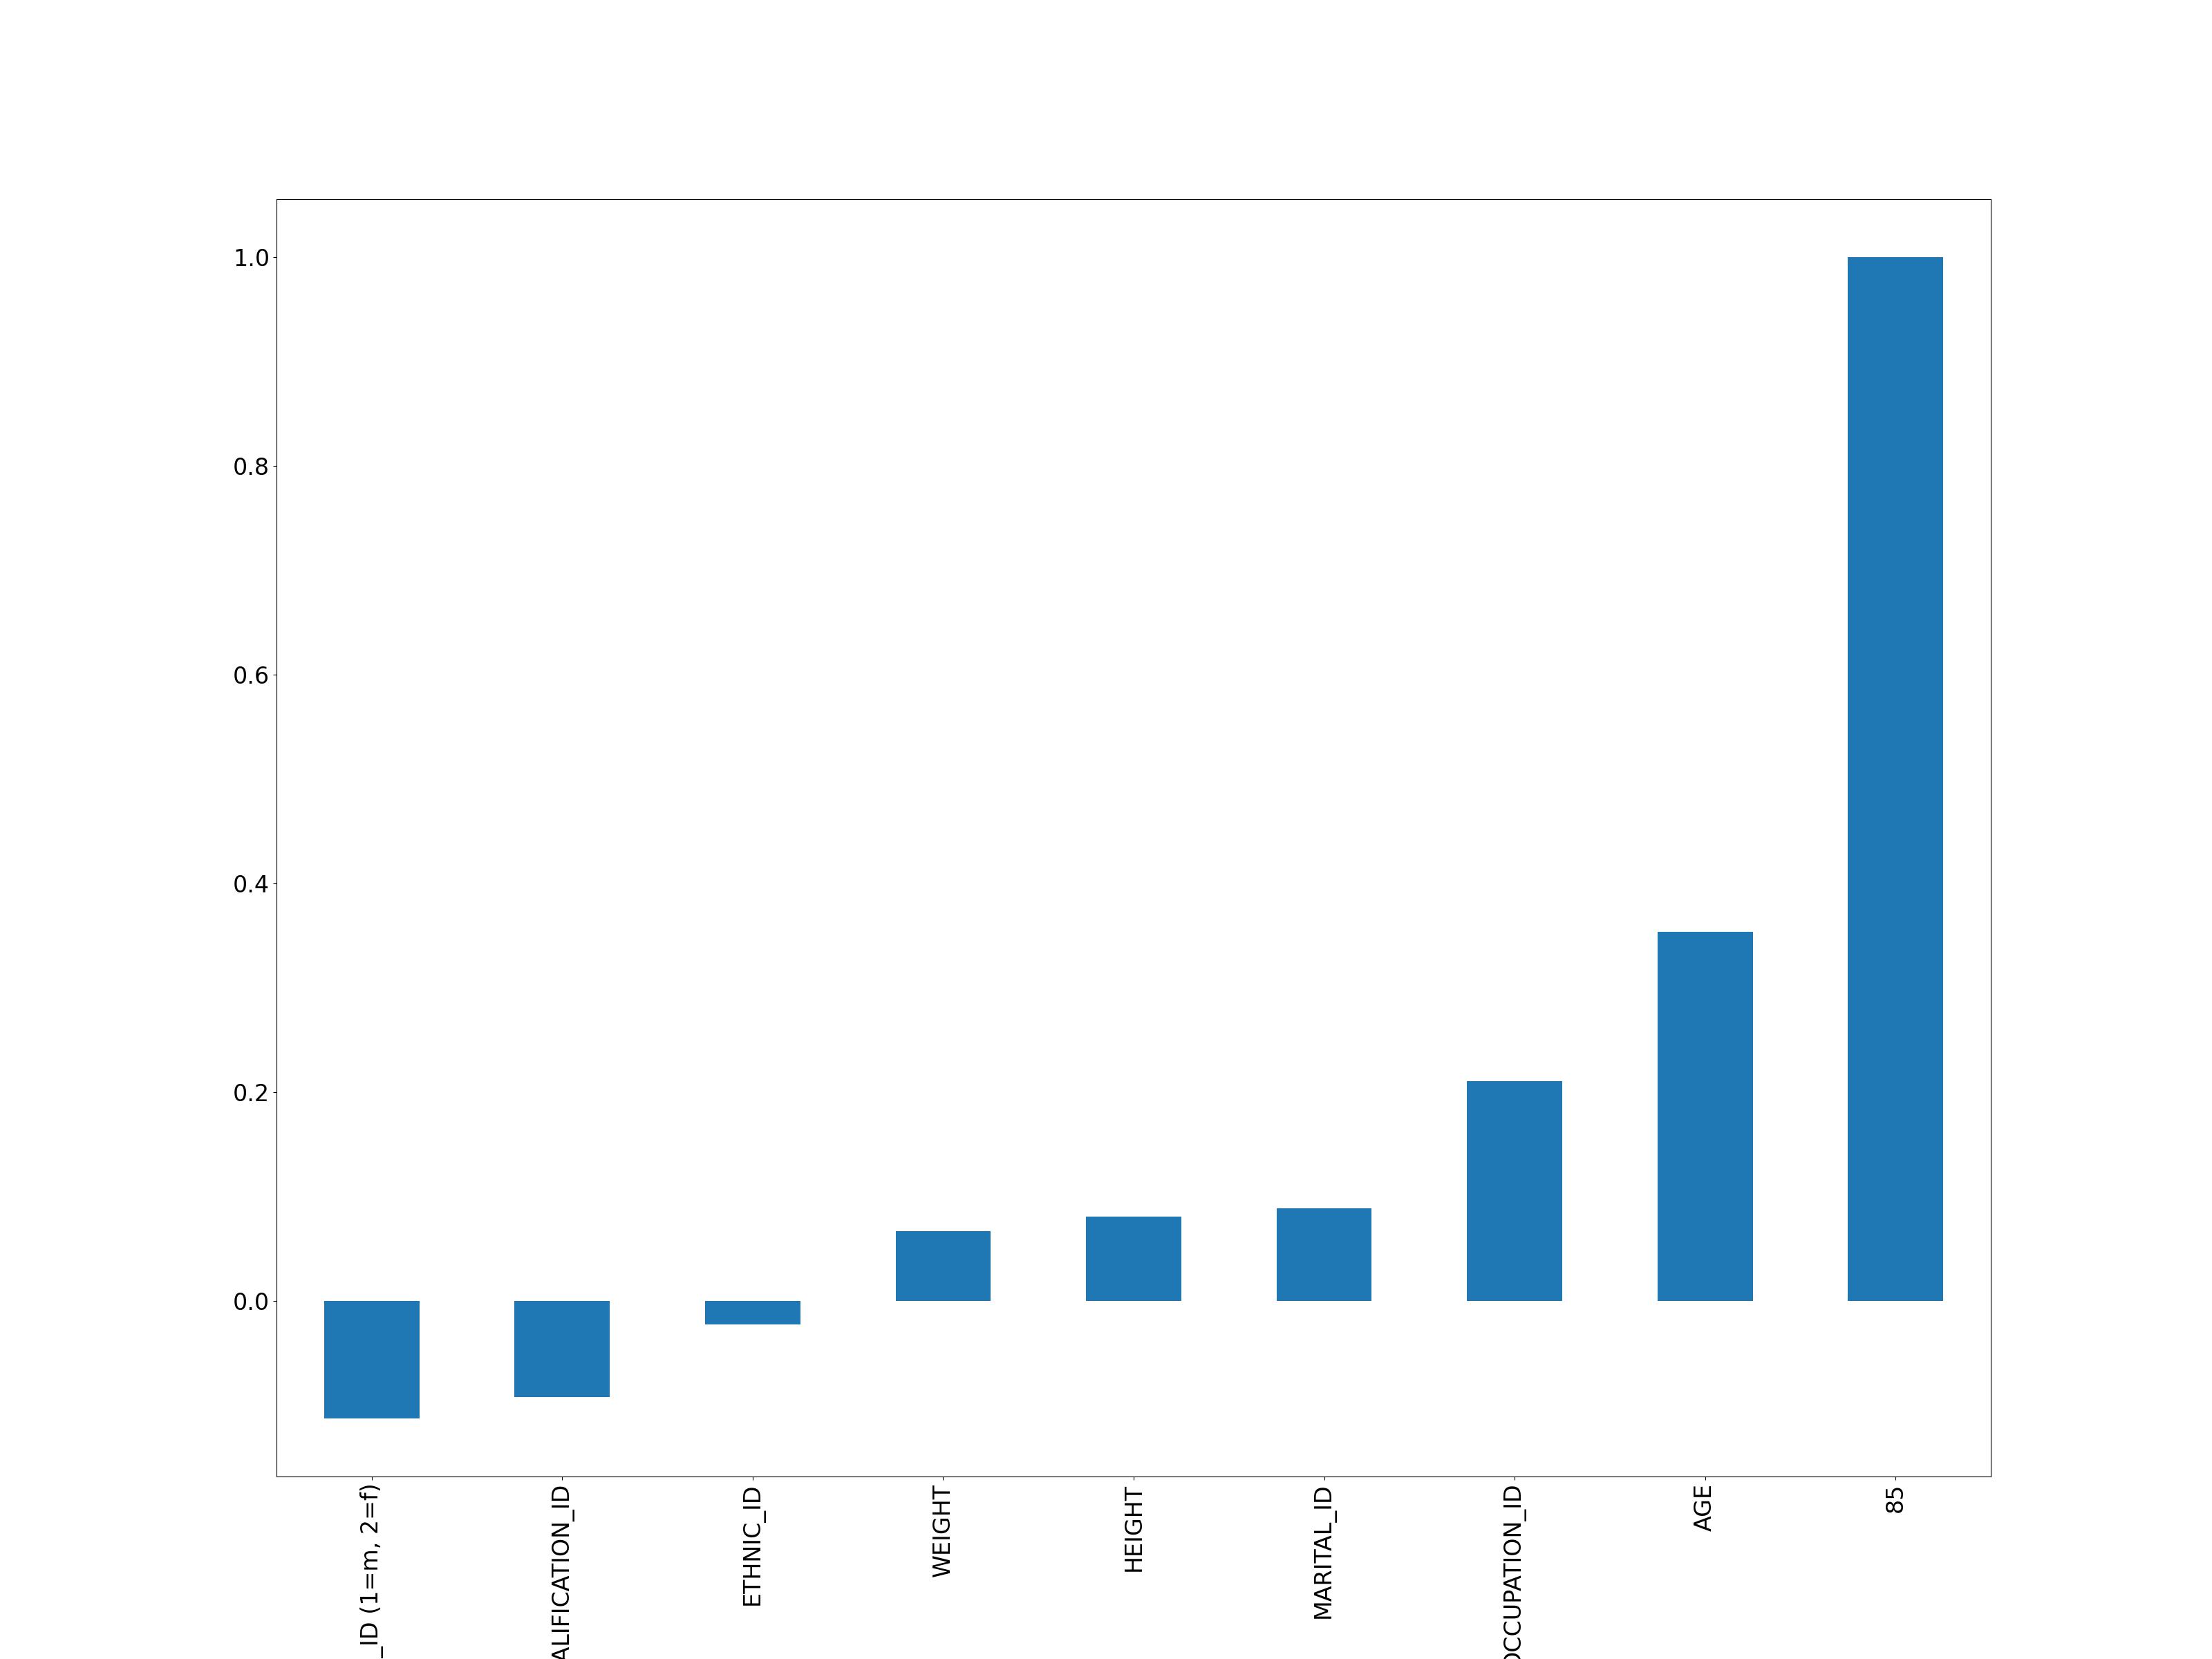 1.0
0.8
0.6
0.4
0.2
0.0
_ID (1=m, 2=f)
ALIFICATION_ID
ETHNIC_ID
WEIGHT
HEIGHT
MARITAL_ID
OCCUPATION_ID
AGE
85